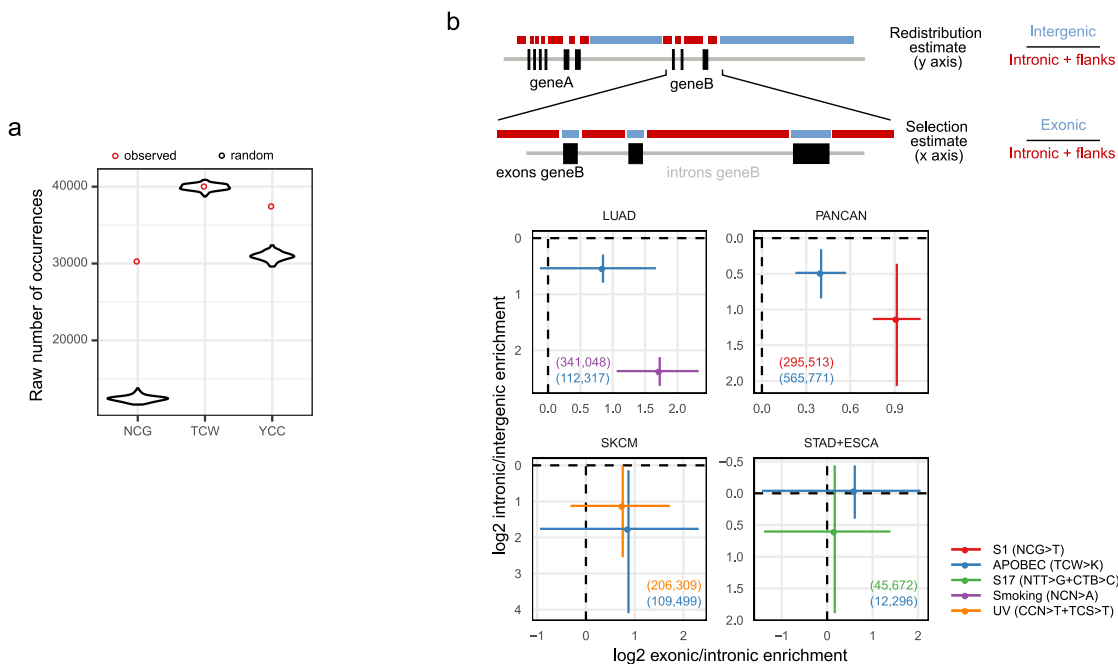 a
observed
random
Raw number of occurrences
40000
30000
20000
NCG
TCW
YCC
b
geneA
geneB
Redistribution
estimate
(y axis)
Intergenic
Intronic + flanks
exons geneB
introns geneB
Selection
estimate
(x axis)
Exonic
Intronic + flanks
log2 intronic/intergenic enrichment
LUAD
0
1
2
(341,048)
(112,317)
0.0
0.5
1.0
1.5
2.0
PANCAN
0.0
0.5
1.0
1.5
2.0
(295,513)
(565,771)
0.0
0.3
0.6
0.9
SKCM
0
1
2
3
4
(206,309)
(109,499)
−1
0
1
2
STAD+ESCA
−0.5
0.0
0.5
1.0
1.5
2.0
(45,672)
(12,296)
−1
0
1
2
log2 exonic/intronic enrichment
S1 (NCG>T)
APOBEC (TCW>K)
S17 (NTT>G+CTB>C)
Smoking (NCN>A)
UV (CCN>T+TCS>T)